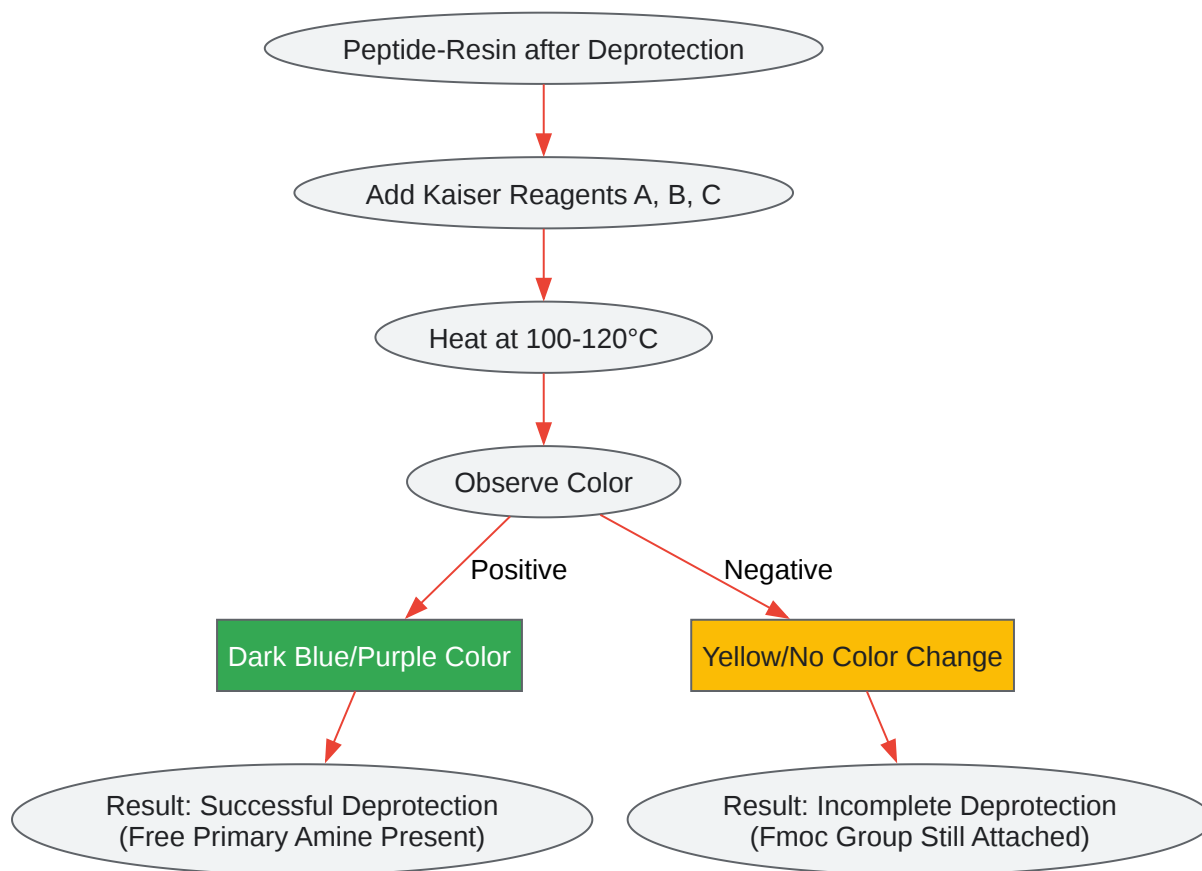 Peptide-Resin after Deprotection
Add Kaiser Reagents A, B, C
Heat at 100-120°C
Observe Color
Positive
Negative
Dark Blue/Purple Color
Yellow/No Color Change
Result: Successful Deprotection
(Free Primary Amine Present)
Result: Incomplete Deprotection
(Fmoc Group Still Attached)